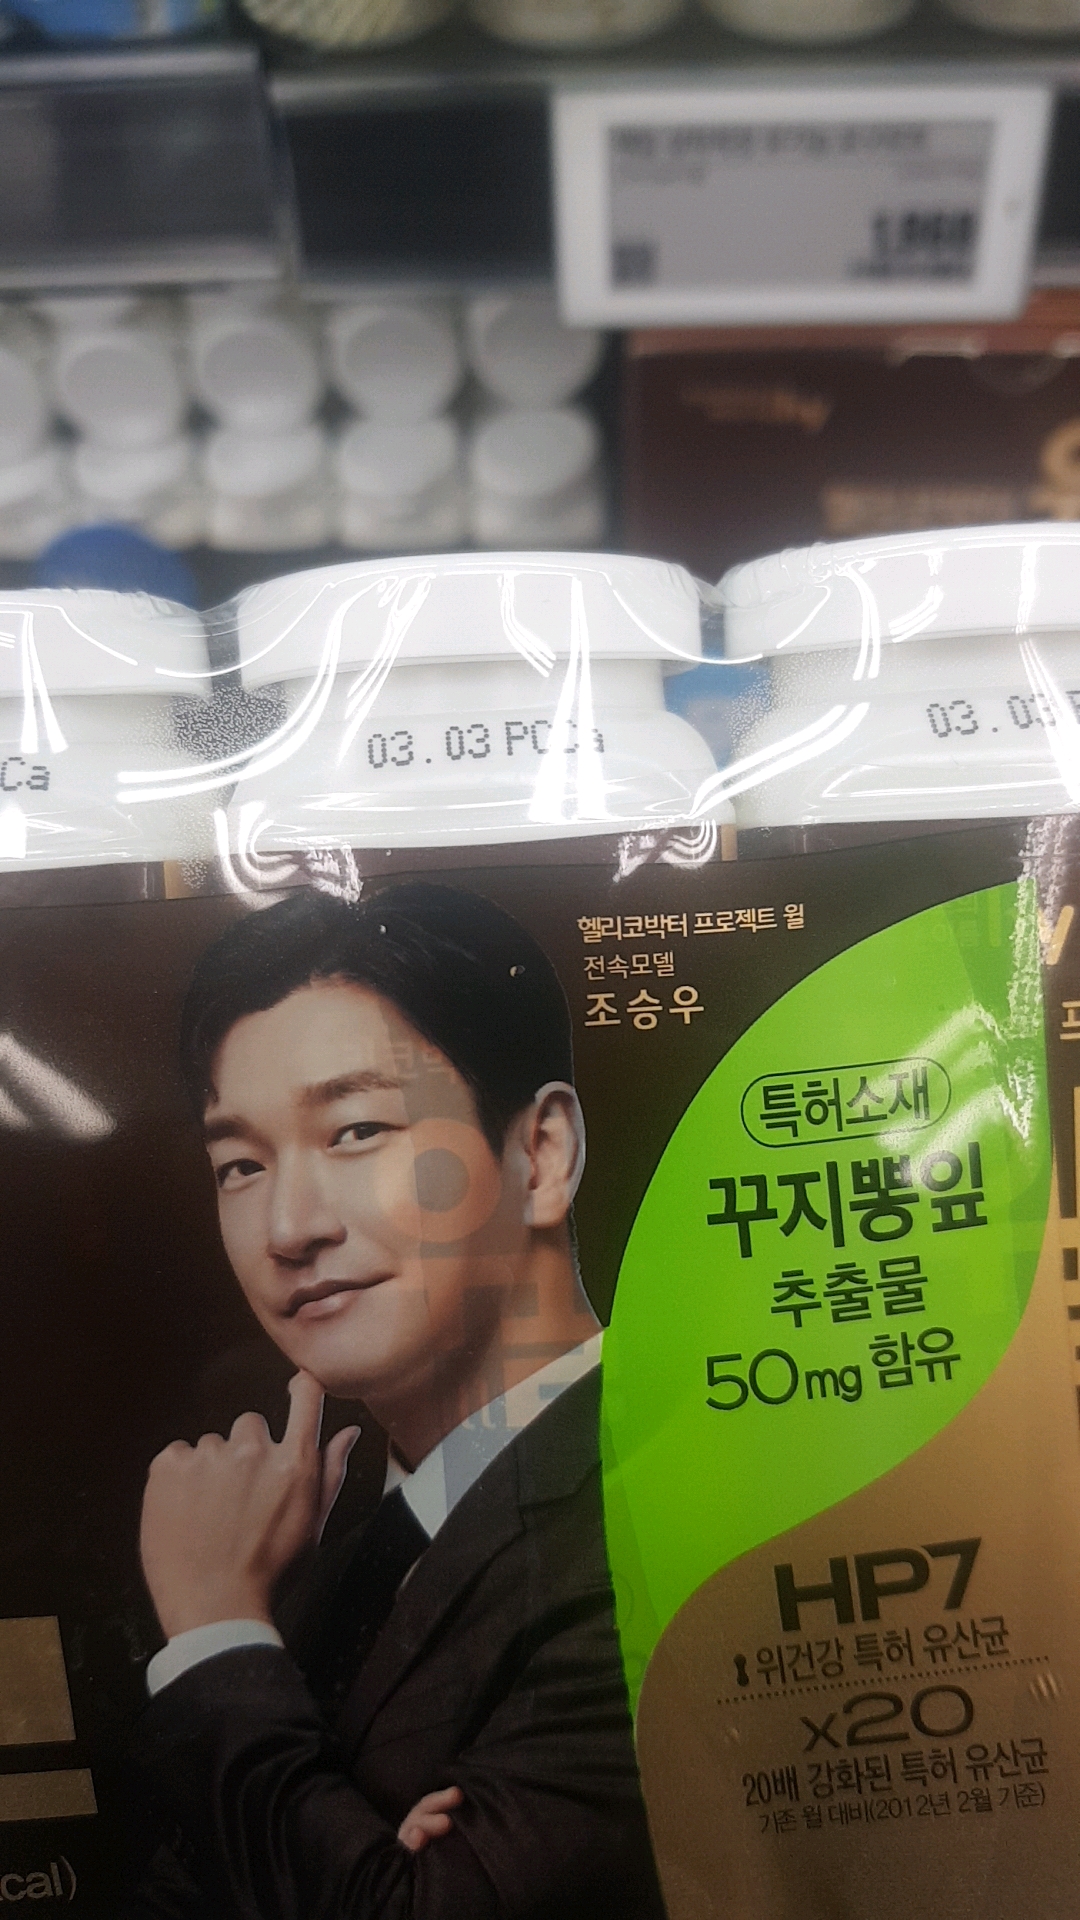 Ca
03.03 PCCa
03.03
헬리코박터 프로젝트 윌
전속모델
조승우
특허소재
꾸지뽕잎
추출물
50mg 함유
HP7
위건강 특허 유산균
x20
20배 강화된 특허 유산균
기존 윌 대비(2012년 2월 기준)
cal)